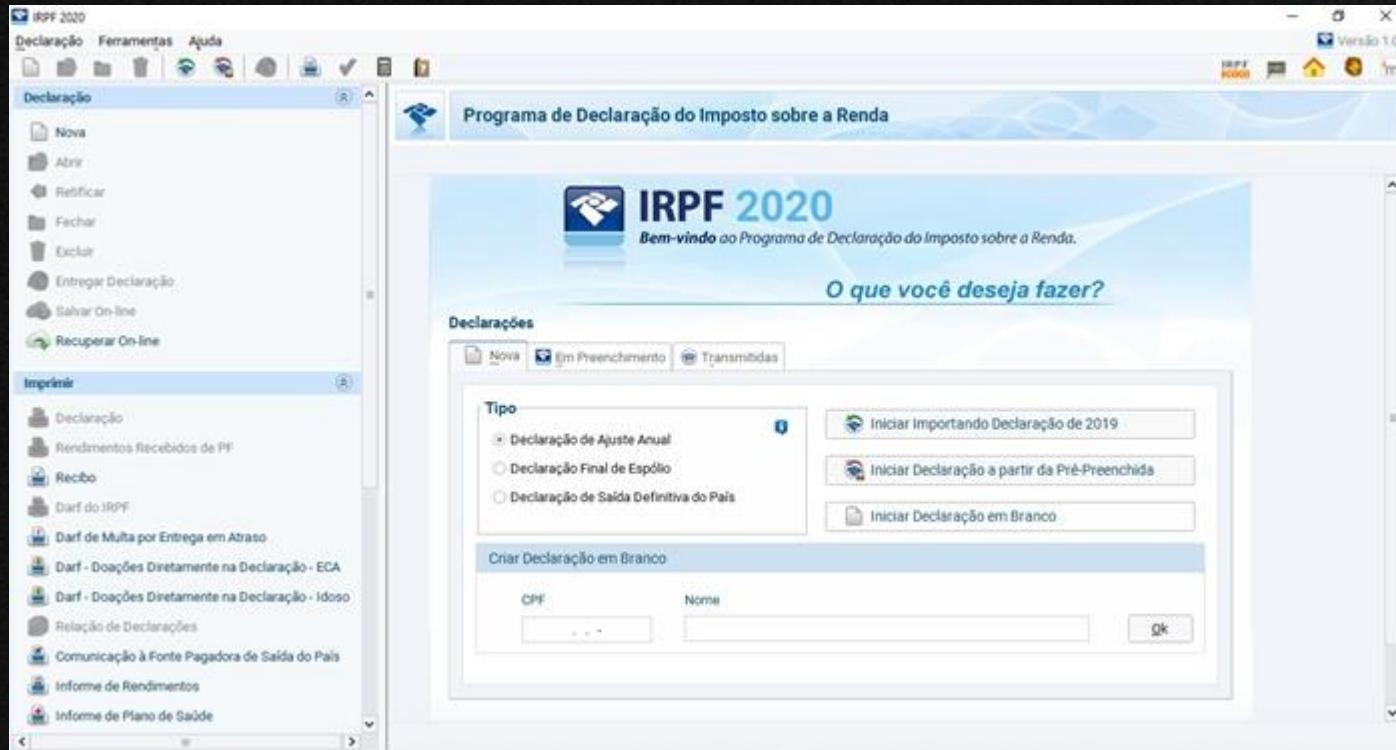 IRPF 2020
Declaração Ferramentas Ajuda
Versão 1.0
IRPF
Declaração
Nova
Abrir
Retificar
Fechar
Excluir
Entregar Declaração
Salvar On-line
Recuperar On-line
Imprimir
Declaração
Rendimentos Recebidos de PF
Recibo
Darf do IRPF
Darf de Multa por Entrega em Atraso
Darf - Doações Diretamente na Declaração - ECA
Darf - Doações Diretamente na Declaração - Idoso
Relação de Declarações
Comunicação à Fonte Pagadora de Saída do País
Informe de Rendimentos
Informe de Plano de Saúde
Programa de Declaração do Imposto sobre a Renda
IRPF 2020
Bem-vindo ao Programa de Declaração do Imposto sobre a Renda.
O que você deseja fazer?
Declarações
Nova Em Preenchimento Transmitidas
Tipo
Declaração de Ajuste Anual
Declaração Final de Espólio
Declaração de Saída Definitiva do País
Iniciar Importando Declaração de 2019
Iniciar Declaração a partir da Pré-Preenchida
Iniciar Declaração em Branco
Criar Declaração em Branco
CPF Nome
. . -
Ok